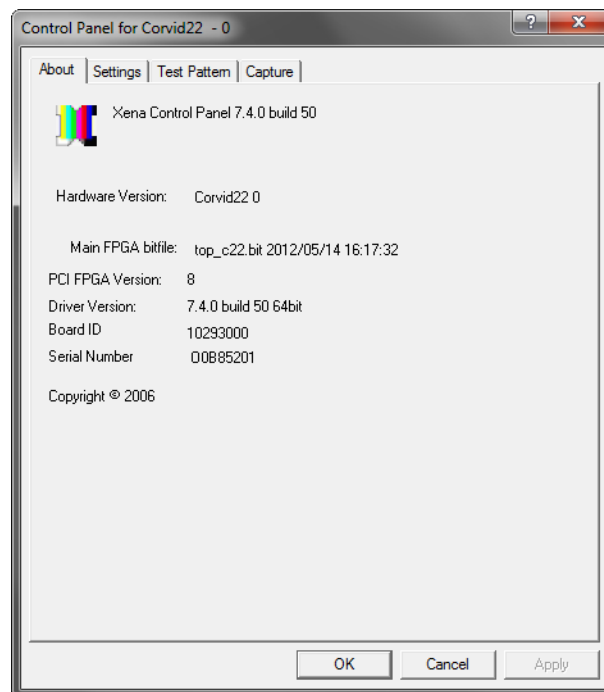 Control Panel for Corvid22 - 0
?
X
About
Settings
Test Pattern
Capture
Xena Control Panel 7.4.0 build 50
Hardware Version: Corvid22 0
Main FPGA bitfile: top_c22.bit 2012/05/14 16:17:32
PCI FPGA Version: 8
Driver Version: 7.4.0 build 50 64bit
Board ID 10293000
Serial Number O0B85201
Copyright © 2006
OK
Cancel
Apply